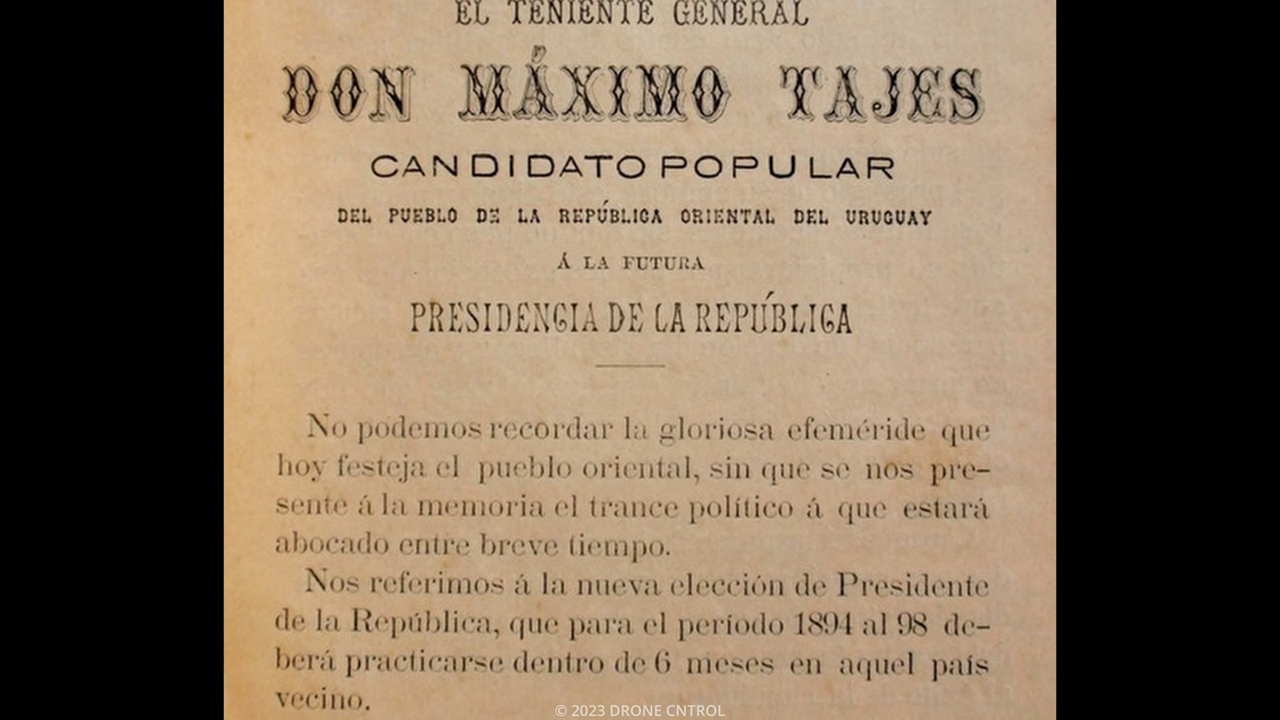 EL TENIENTE GENERAL
DON MÁXIMO TAJES
CANDIDATO POPULAR
DEL PUEBLO DE LA REPÚBLICA ORIENTAL DEL URUGUAY
Á LA FUTURA
PRESIDENCIA DE LA REPÚBLICA
No podemos recordar la gloriosa efeméride que
hoy festeja el pueblo oriental, sin que se nos pre-
sente á la memoria el trance político á que estará
abocado entre breve tiempo.
Nos referimos á la nueva elección de Presidente
de la República, que para el período 1894 al 98 de-
berá practicarse dentro de 6 meses en aquel país
vecino.
© 2023 DRONE CNTROL